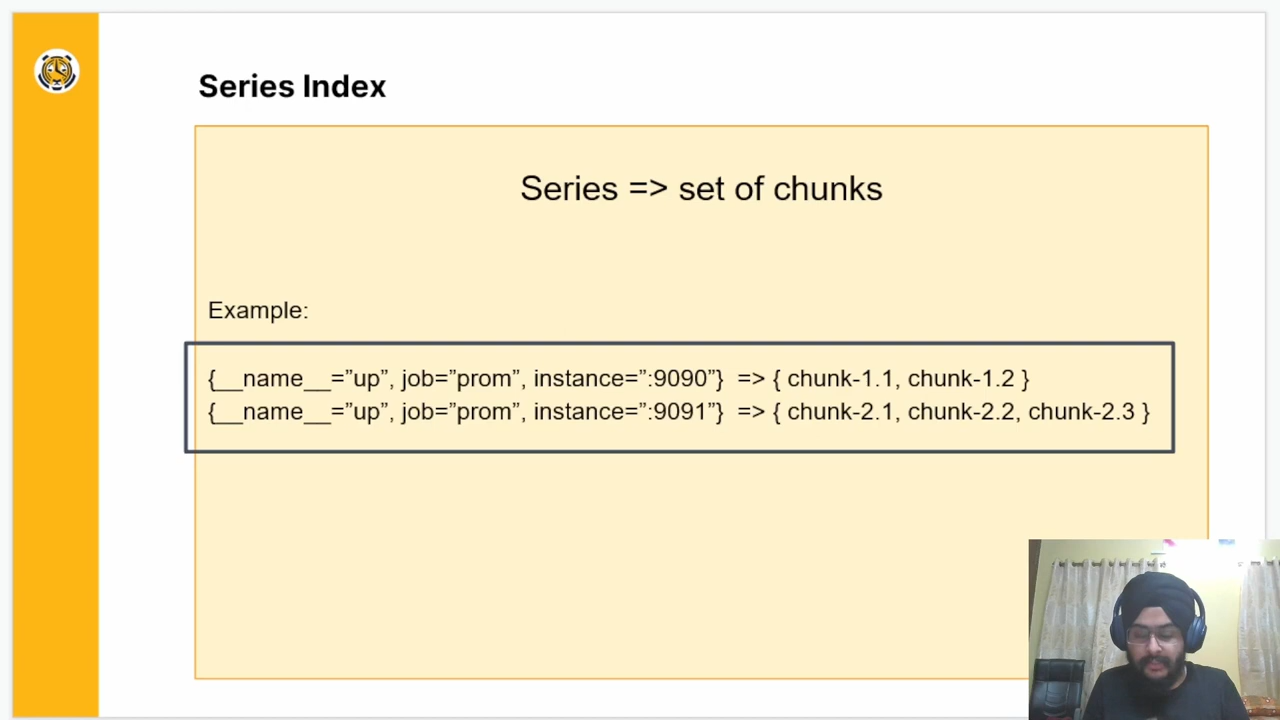 Series Index
Series => set of chunks
Example:
{__name__=”up”, job=”prom”, instance=”:9090”}  => { chunk-1.1, chunk-1.2 }
{__name__=”up”, job=”prom”, instance=”:9091”}  => { chunk-2.1, chunk-2.2, chunk-2.3 }